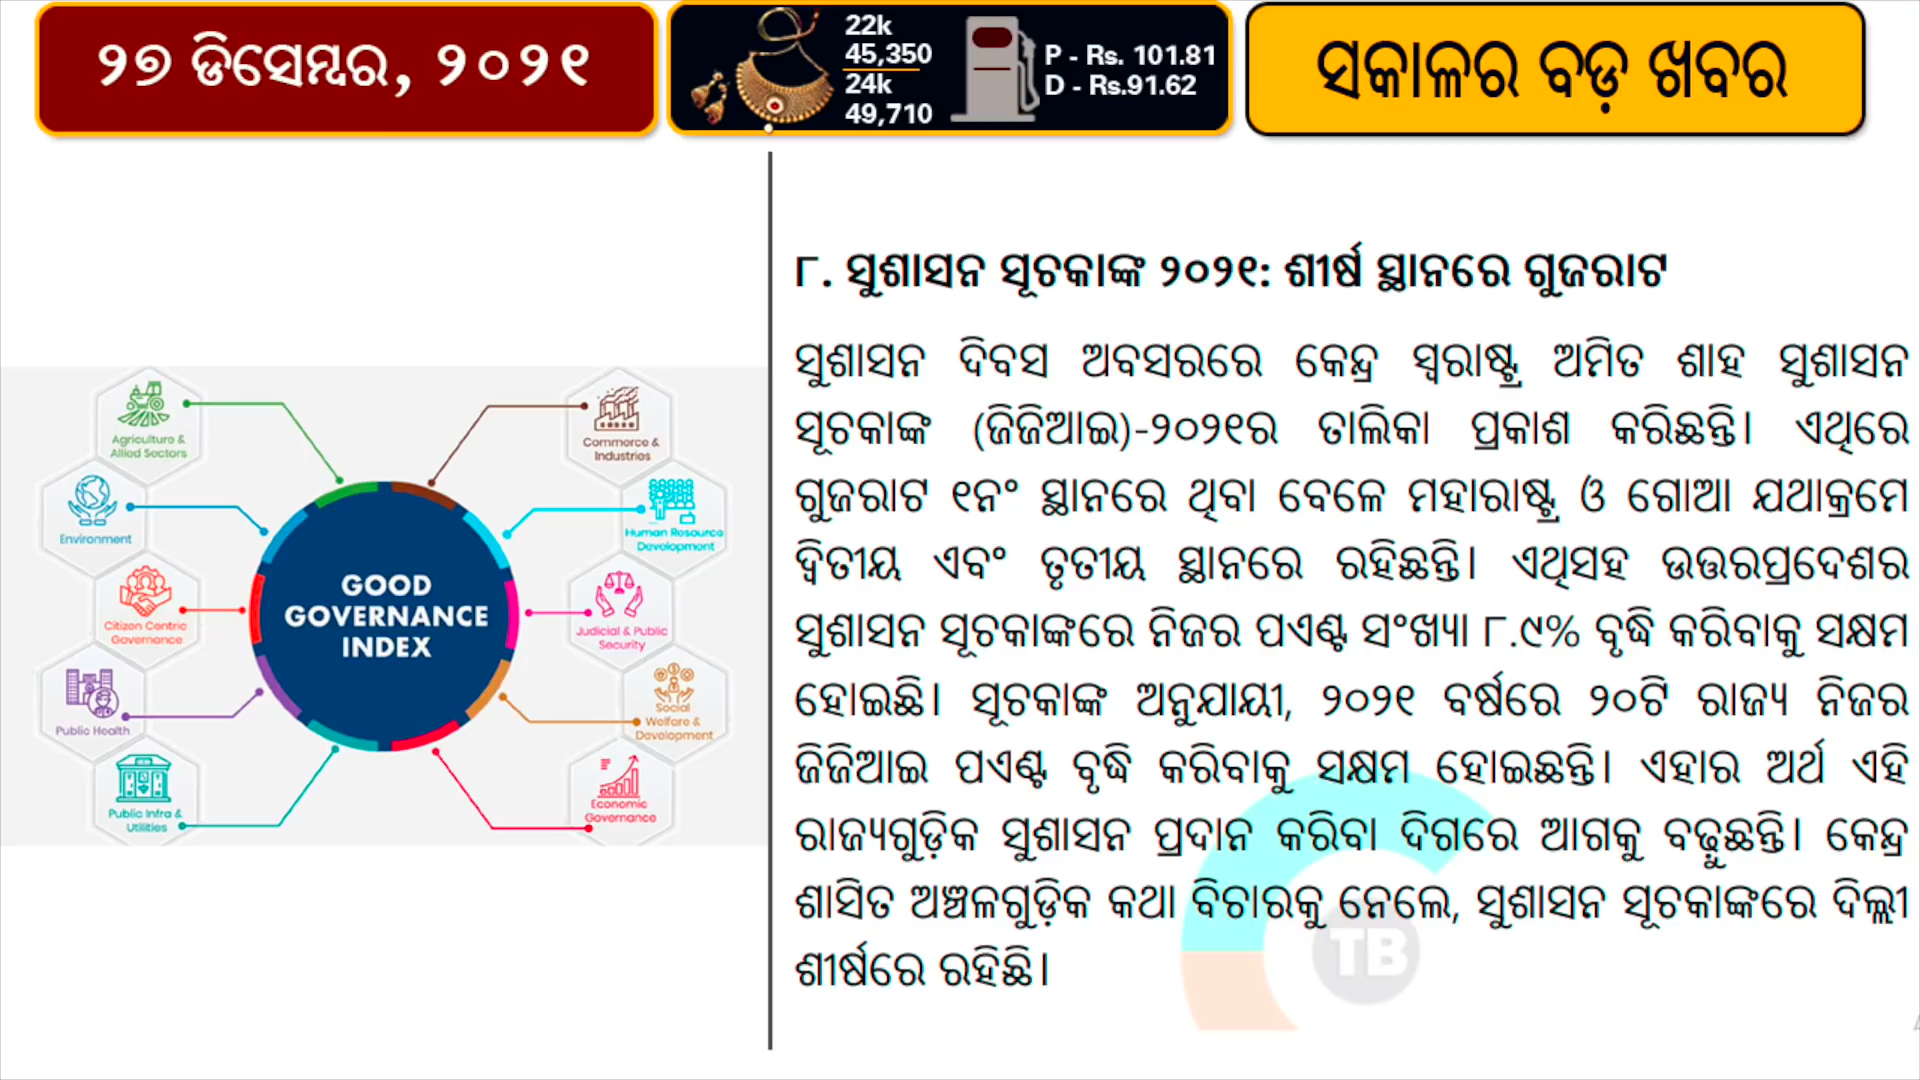 ୨୭ ଡିସେମ୍ବର, ୨୦୨୧
22k
45,350
24k
49,710
P - Rs. 101.81
D - Rs.91.62
ସକାଳର ବଡ଼ ଖବର
୮. ସୁଶାସନ ସୂଚକାଙ୍କ ୨୦୨୧: ଶୀର୍ଷ ସ୍ଥାନରେ ଗୁଜରାଟ
ସୁଶାସନ ଦିବସ ଅବସରରେ କେନ୍ଦ୍ର ସ୍ୱରାଷ୍ଟ୍ର ଅମିତ ଶାହ ସୁଶାସନ
ସୂଚକାଙ୍କ (ଜିଜିଆଇ)-୨୦୨୧ର ତାଲିକା ପ୍ରକାଶ କରିଛନ୍ତି। ଏଥିରେ
ଗୁଜରାଟ ୧ନଂ ସ୍ଥାନରେ ଥିବା ବେଳେ ମହାରାଷ୍ଟ୍ର ଓ ଗୋଆ ଯଥାକ୍ରମେ
ଦ୍ୱିତୀୟ ଏବଂ ତୃତୀୟ ସ୍ଥାନରେ ରହିଛନ୍ତି। ଏଥିସହ ଉତ୍ତରପ୍ରଦେଶର
ସୁଶାସନ ସୂଚକାଙ୍କରେ ନିଜର ପଏଣ୍ଟ ସଂଖ୍ୟା ୮.୯% ବୃଦ୍ଧି କରିବାକୁ ସକ୍ଷମ
ହୋଇଛି। ସୂଚକାଙ୍କ ଅନୁଯାୟୀ, ୨୦୨୧ ବର୍ଷରେ ୨୦ଟି ରାଜ୍ୟ ନିଜର
ଜିଜିଆଇ ପଏଣ୍ଟ ବୃଦ୍ଧି କରିବାକୁ ସକ୍ଷମ ହୋଇଛନ୍ତି। ଏହାର ଅର୍ଥ ଏହି
ରାଜ୍ୟଗୁଡ଼ିକ ସୁଶାସନ ପ୍ରଦାନ କରିବା ଦିଗରେ ଆଗକୁ ବଢ଼ୁଛନ୍ତି। କେନ୍ଦ୍ର
ଶାସିତ ଅଞ୍ଚଳଗୁଡ଼ିକ କଥା ବିଚାରକୁ ନେଲେ, ସୁଶାସନ ସୂଚକାଙ୍କରେ ଦିଲ୍ଲୀ
ଶୀର୍ଷରେ ରହିଛି।
Agriculture &
Allied Sectors
Commerce &
Industries
Environment
Human Resource
Development
Citizen Centric
Governance
GOOD
GOVERNANCE
INDEX
Judicial & Public
Security
Public Health
Social
Welfare &
Development
Public Infra &
Utilities
Economic
Governance
TB